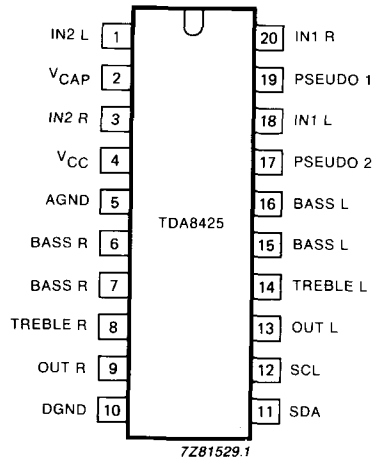 IN2 L 1 20 IN1 R
VCAP 2 19 PSEUDO 1
IN2 R 3 18 IN1 L
VCC 4 17 PSEUDO 2
AGND 5 16 BASS L
TDA8425
BASS R 6 15 BASS L
BASS R 7 14 TREBLE L
TREBLE R 8 13 OUT L
OUT R 9 12 SCL
DGND 10 11 SDA
7Z81529.1